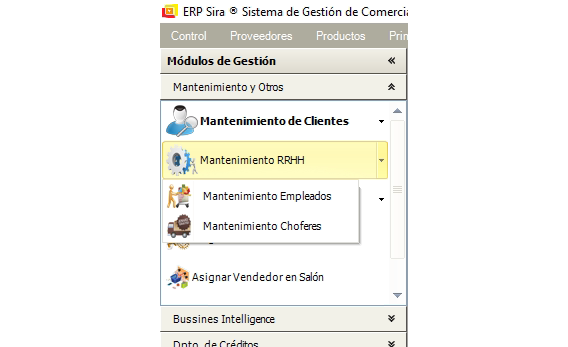 ERP Sira ® Sistema de Gestión de Comercia
Control Proveedores Productos Prin
Módulos de Gestión
Mantenimiento y Otros
Mantenimiento de Clientes
Mantenimiento RRHH
Mantenimiento Empleados
Mantenimiento Choferes
Asignar Vendedor en Salón
Bussines Intelligence
Dpto. de Créditos